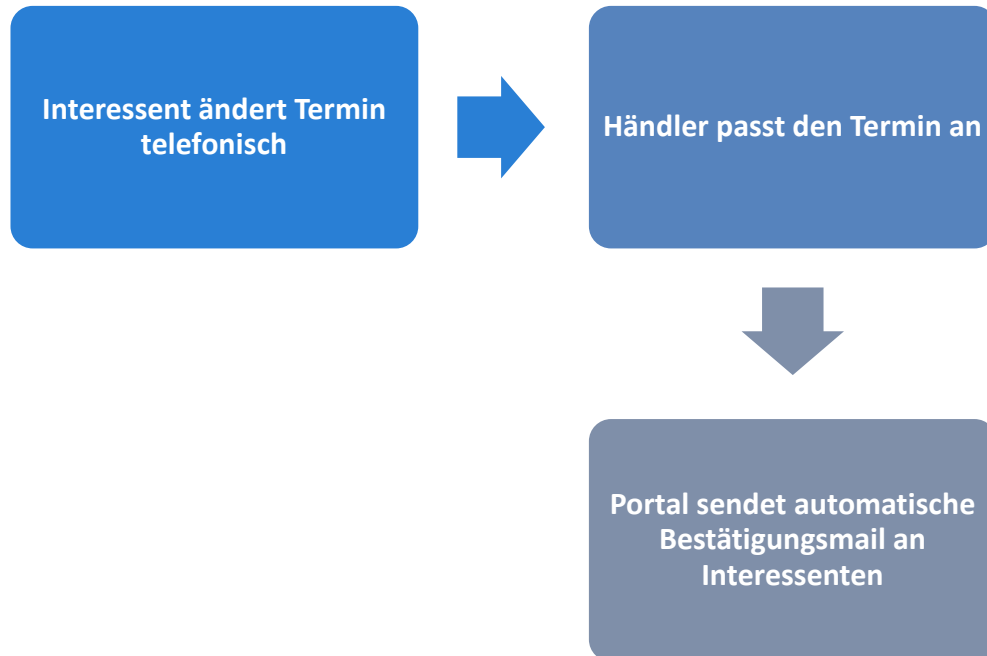 Interessent ändert Termin
telefonisch
Händler passt den Termin an
Portal sendet automatische
Bestätigungsmail an
Interessenten